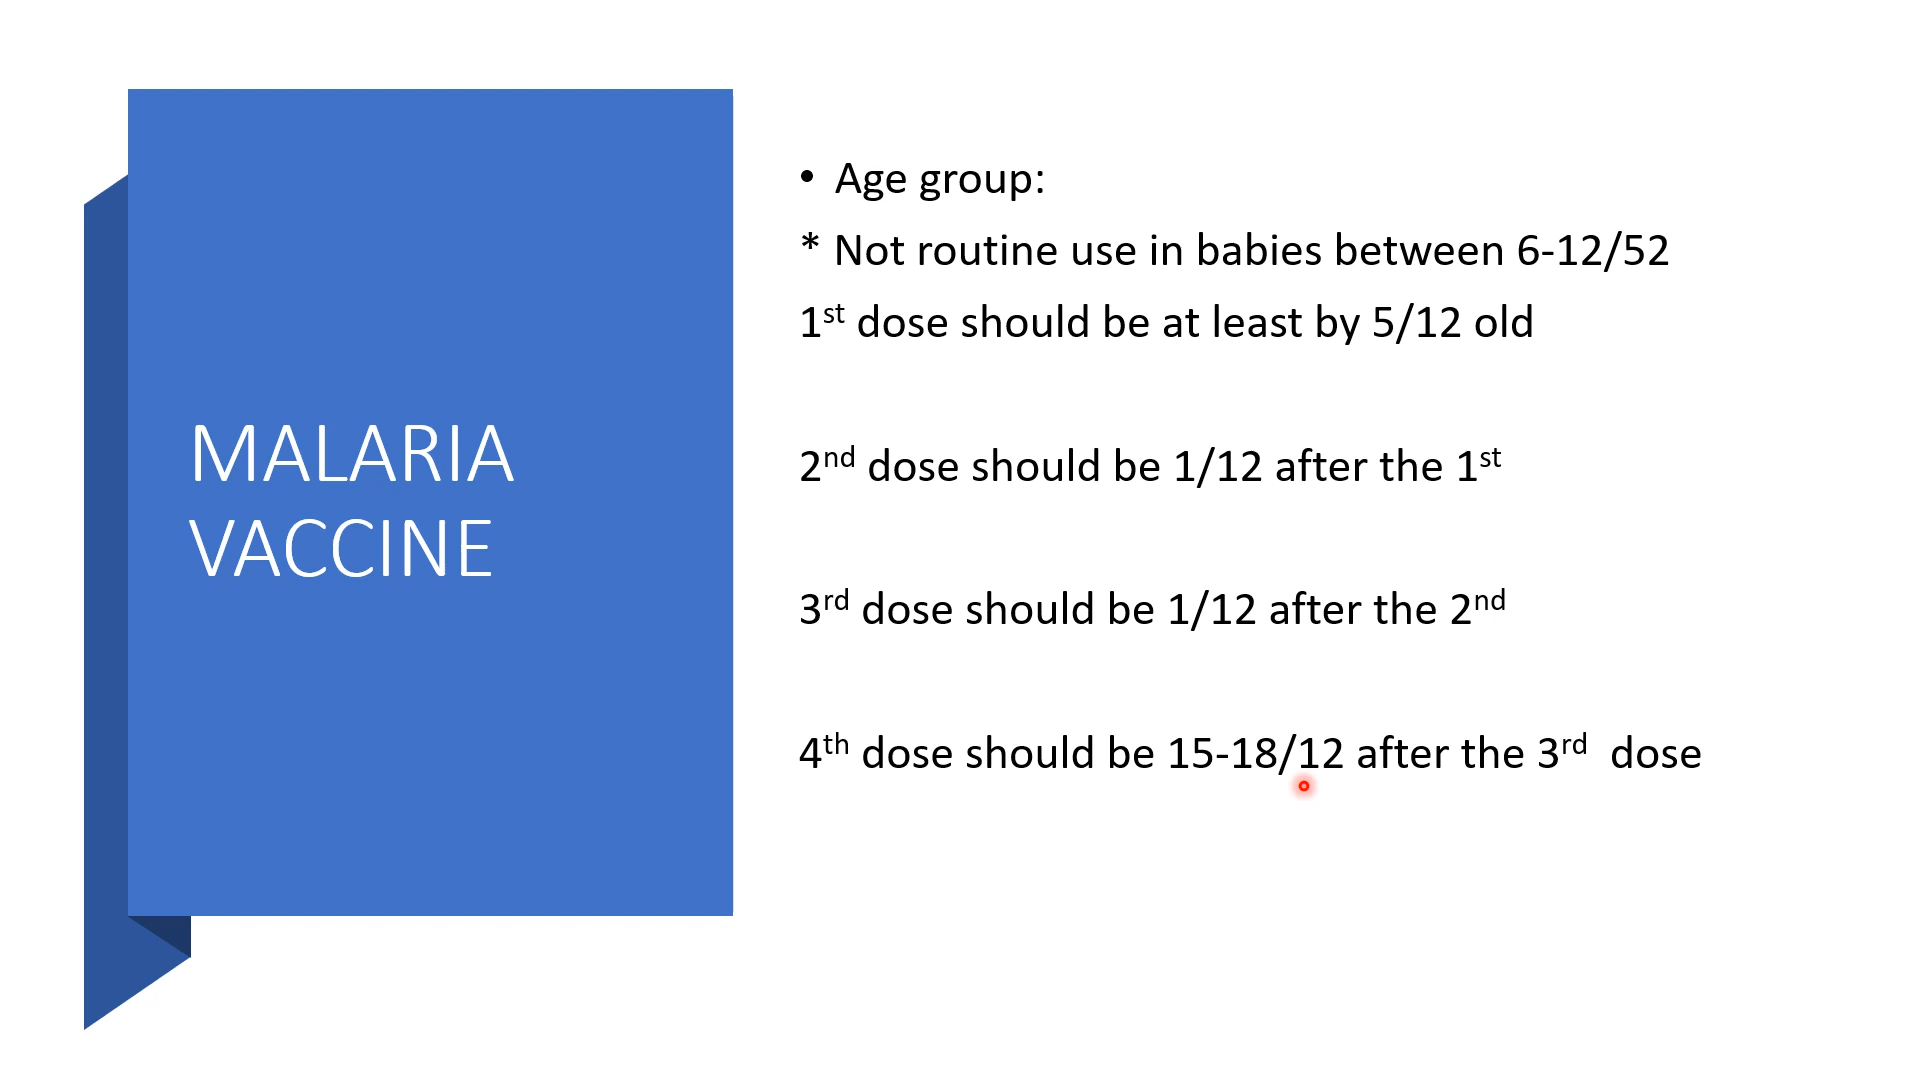 MALARIA
VACCINE
• Age group:
* Not routine use in babies between 6-12/52
1st dose should be at least by 5/12 old
2nd dose should be 1/12 after the 1st
3rd dose should be 1/12 after the 2nd
4th dose should be 15-18/12 after the 3rd dose